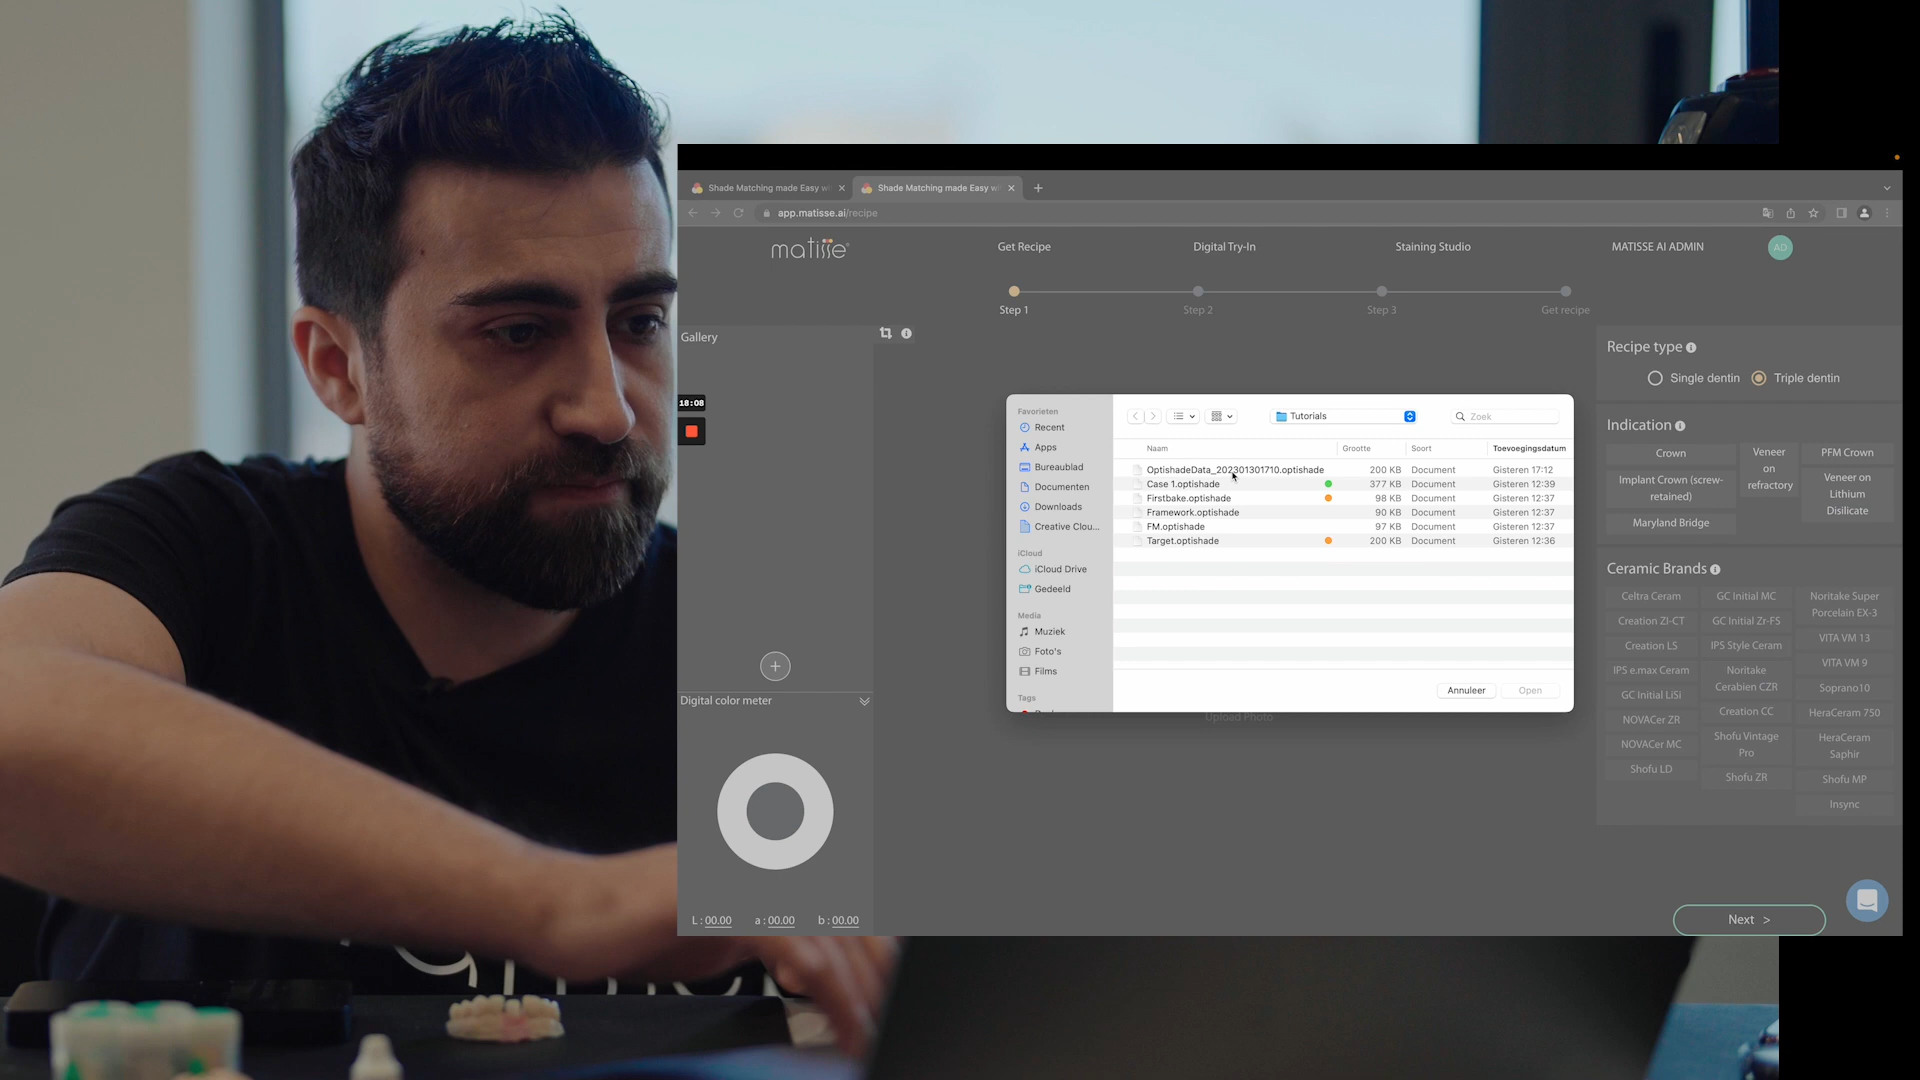 Shade Matching made Easy wi
Shade Matching made Easy wi
app.matisse.ai/recipe
matisse
Get Recipe
Digital Try-In
Staining Studio
MATISSE AI ADMIN
AD
Step 1
Step 2
Step 3
Get recipe
Gallery
18:08
Digital color meter
L : 00.00
a : 00.00
b : 00.00
Favorieten
Recent
Apps
Bureaublad
Documenten
Downloads
Creative Clou...
iCloud
iCloud Drive
Gedeeld
Media
Muziek
Foto's
Films
Tags
Tutorials
Zoek
Naam Grootte Soort Toevoegingsdatum
OptishadeData_202301301710.optishade 200 KB Document Gisteren 17:12
Case 1.optishade 377 KB Document Gisteren 12:39
Firstbake.optishade 98 KB Document Gisteren 12:37
Framework.optishade 90 KB Document Gisteren 12:37
FM.optishade 97 KB Document Gisteren 12:37
Target.optishade 200 KB Document Gisteren 12:36
Annuleer
Open
Upload Photo
Recipe type
Single dentin
Triple dentin
Indication
Crown
Implant Crown (screw-
retained)
Maryland Bridge
Veneer
on
refractory
PFM Crown
Veneer on
Lithium
Disilicate
Ceramic Brands
Celtra Ceram
Creation ZI-CT
Creation LS
IPS e.max Ceram
GC Initial LiSi
NOVACer ZR
NOVACer MC
Shofu LD
GC Initial MC
GC Initial Zr-FS
IPS Style Ceram
Noritake
Cerabien CZR
Creation CC
Shofu Vintage
Pro
Shofu ZR
Noritake Super
Porcelain EX-3
VITA VM 13
VITA VM 9
Soprano10
HeraCeram 750
HeraCeram
Saphir
Shofu MP
Insync
Next >